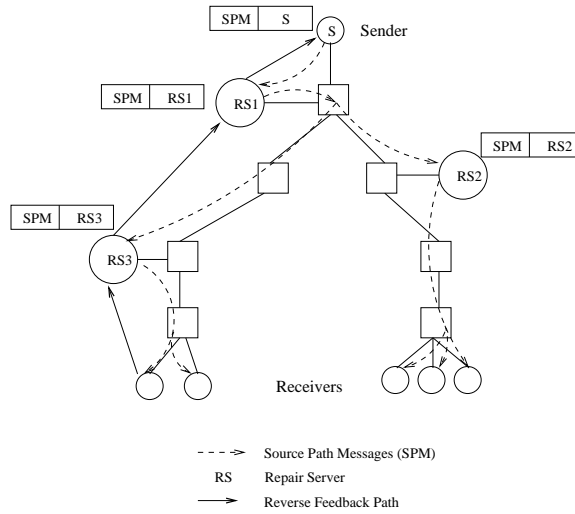 SPM S
S Sender
SPM RS1
RS1
SPM RS2
RS2
SPM RS3
RS3
Receivers
Source Path Messages (SPM)
RS Repair Server
Reverse Feedback Path